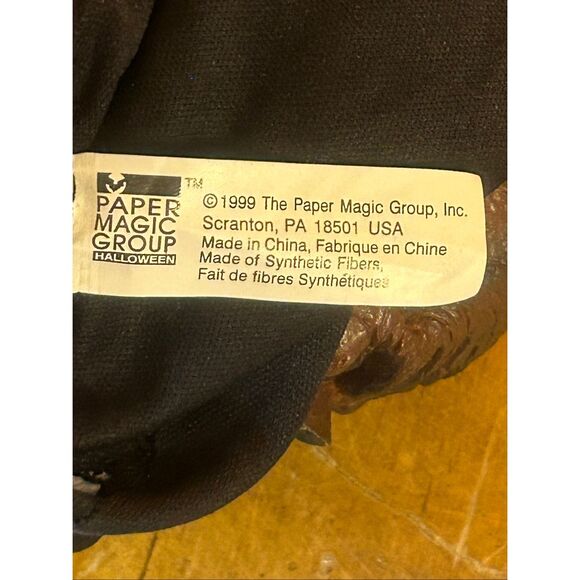 PAPER
MAGIC
GROUP
HALLOWEEN
TM
©1999 The Paper Magic Group, Inc.
Scranton, PA 18501 USA
Made in China, Fabrique en Chine
Made of Synthetic Fibers,
Fait de fibres Synthétiques